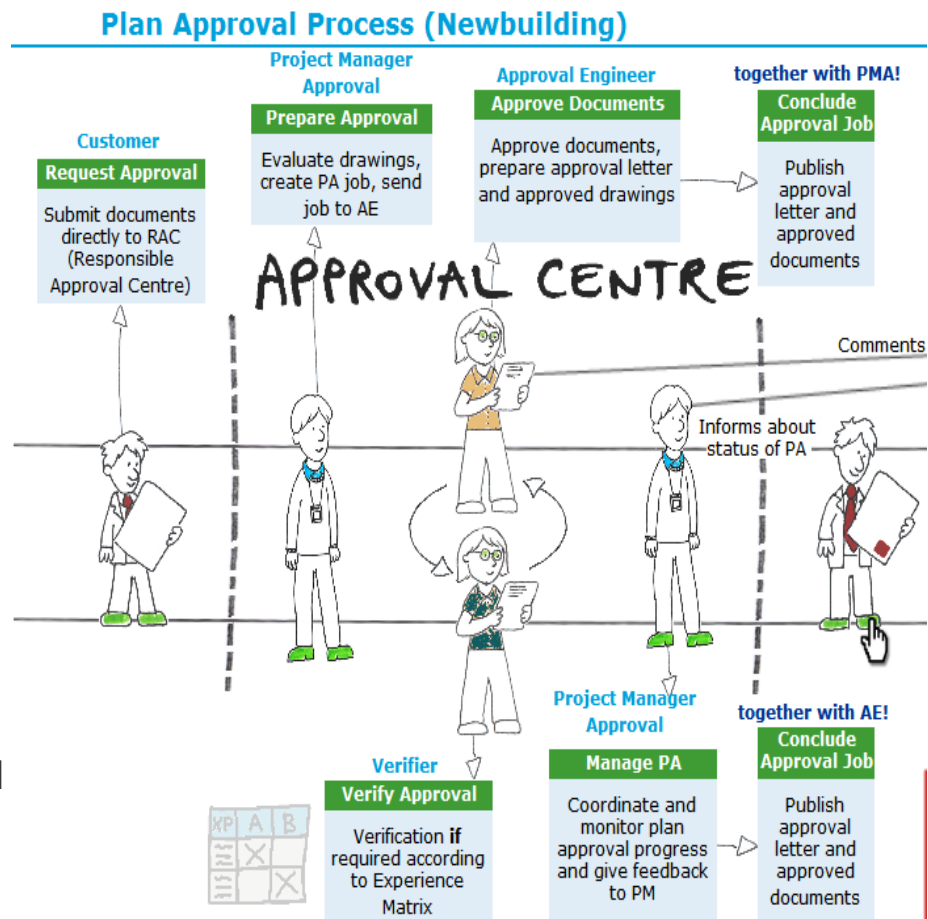 Plan Approval Process (Newbuilding)
Customer
Request Approval
Submit documents
directly to RAC
(Responsible
Approval Centre)
Project Manager
Approval
Prepare Approval
Evaluate drawings,
create PA job, send
job to AE
Approval Engineer
Approve Documents
Approve documents,
prepare approval letter
and approved drawings
together with PMA!
Conclude
Approval Job
Publish
approval
letter and
approved
documents
APPROVAL CENTRE
Comments
Informs about
status of PA
Verifier
Verify Approval
Verification if
required according
to Experience
Matrix
XP A B
X
X
Project Manager
Approval
Manage PA
Coordinate and
monitor plan
approval progress
and give feedback
to PM
together with AE!
Conclude
Approval Job
Publish
approval
letter and
approved
documents